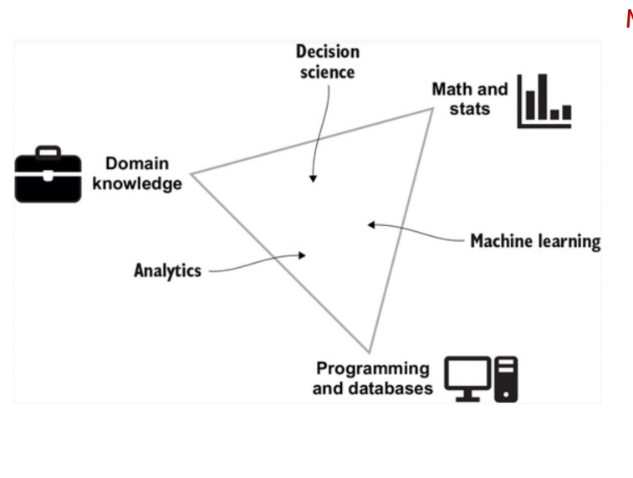 Decision
science
Math and
stats
Domain
knowledge
Machine learning
Analytics
Programming
and databases